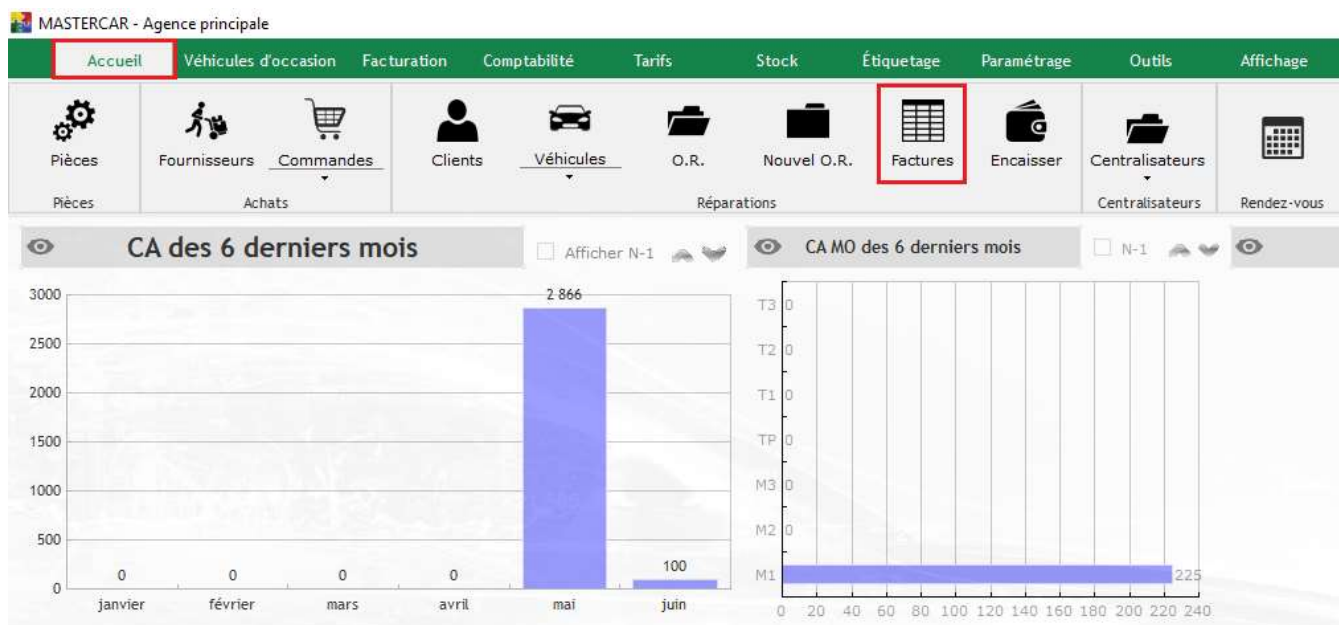 MASTERCAR - Agence principale
Accueil Véhicules d'occasion Facturation Comptabilité Tarifs Stock Étiquetage Paramétrage Outils Affichage
Pièces Fournisseurs Commandes Clients Véhicules O.R. Nouvel O.R. Factures Encaisser Centralisateurs
Pièces Achats Réparations Centralisateurs Rendez-vous
CA des 6 derniers mois Afficher N-1 CA MO des 6 derniers mois N-1
3000
2 866
2500
2000
1500
1000
500
0
0 0 0 0 100
janvier février mars avril mai juin
T3 0
T2 0
T1 0
TP 0
M3 0
M2 0
M1 225
0 20 40 60 80 100 120 140 160 180 200 220 240